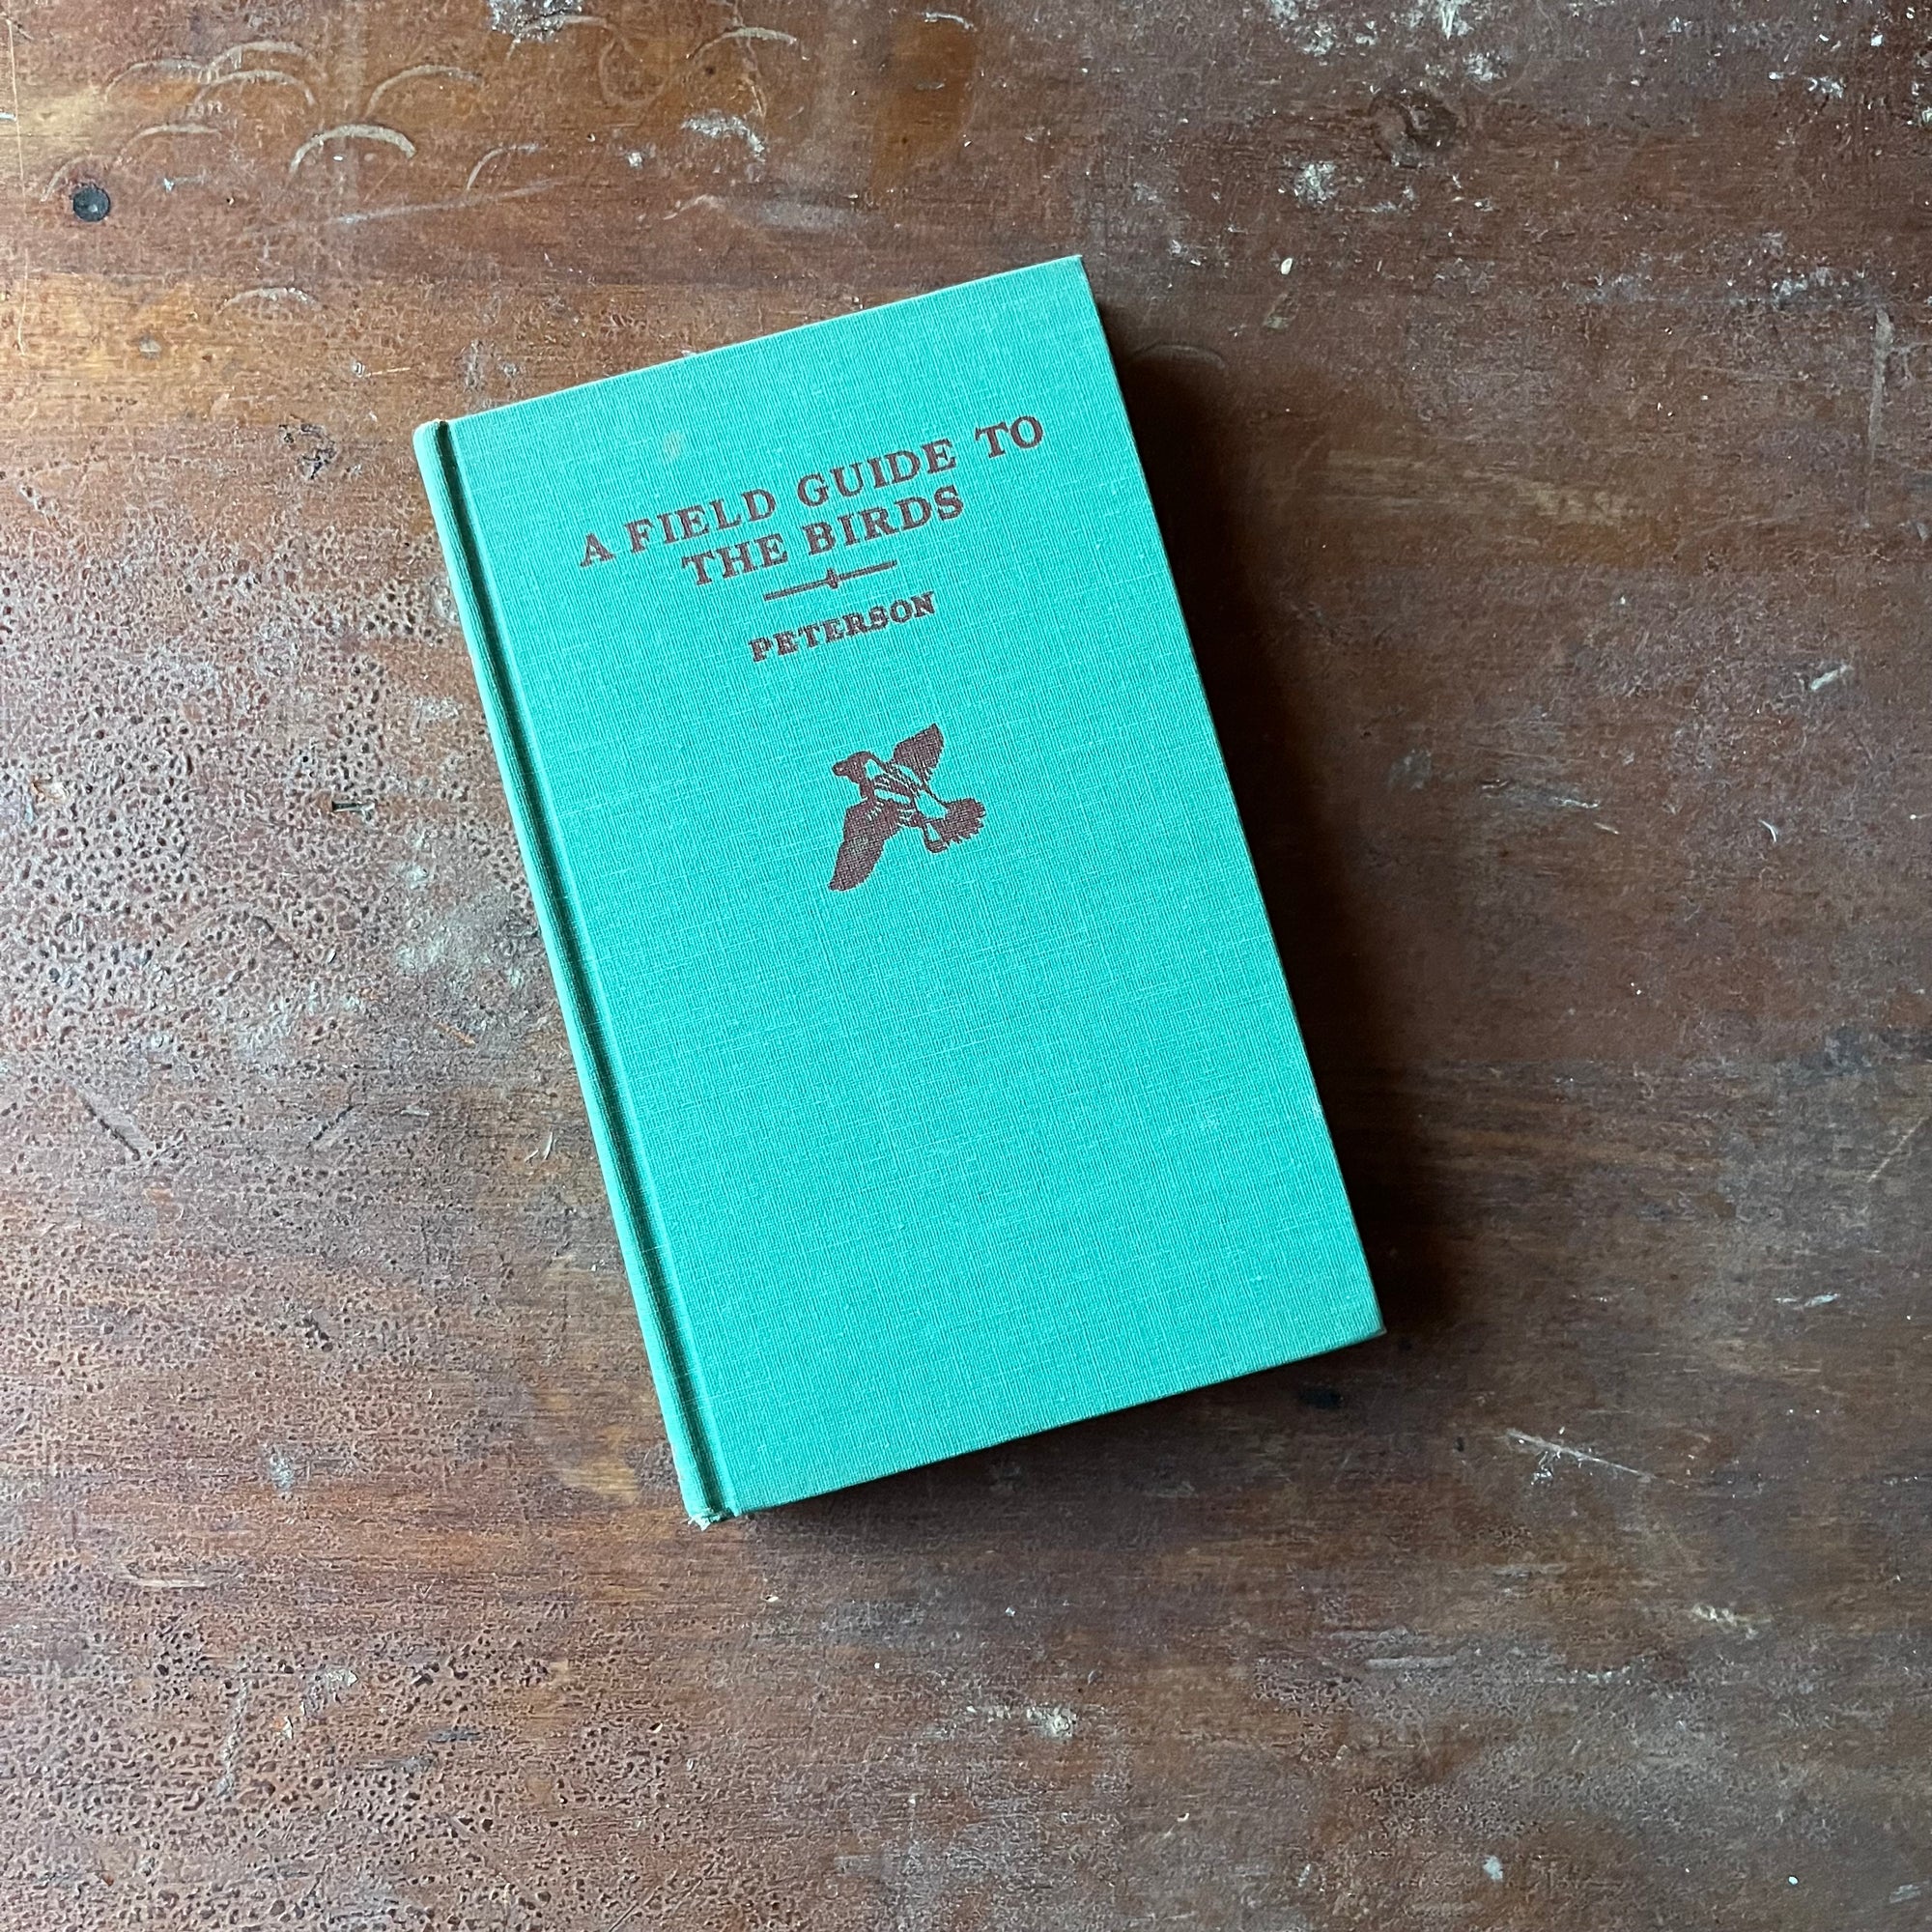 A FIELD GUIDE TO
THE BIRDS
PETERSON